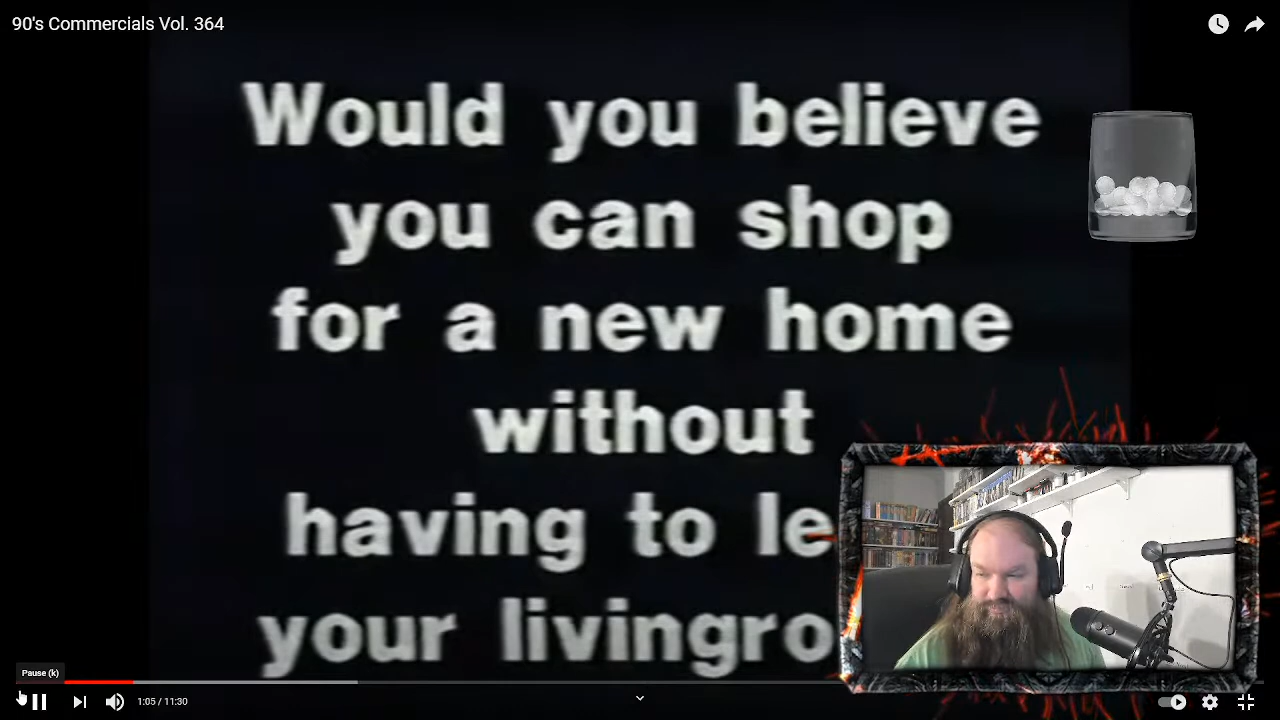 90's Commercials Vol. 364
Would you believe
you can shop
for a new home
without
having to le
your livingro
Pause (k)
1:05 / 11:30